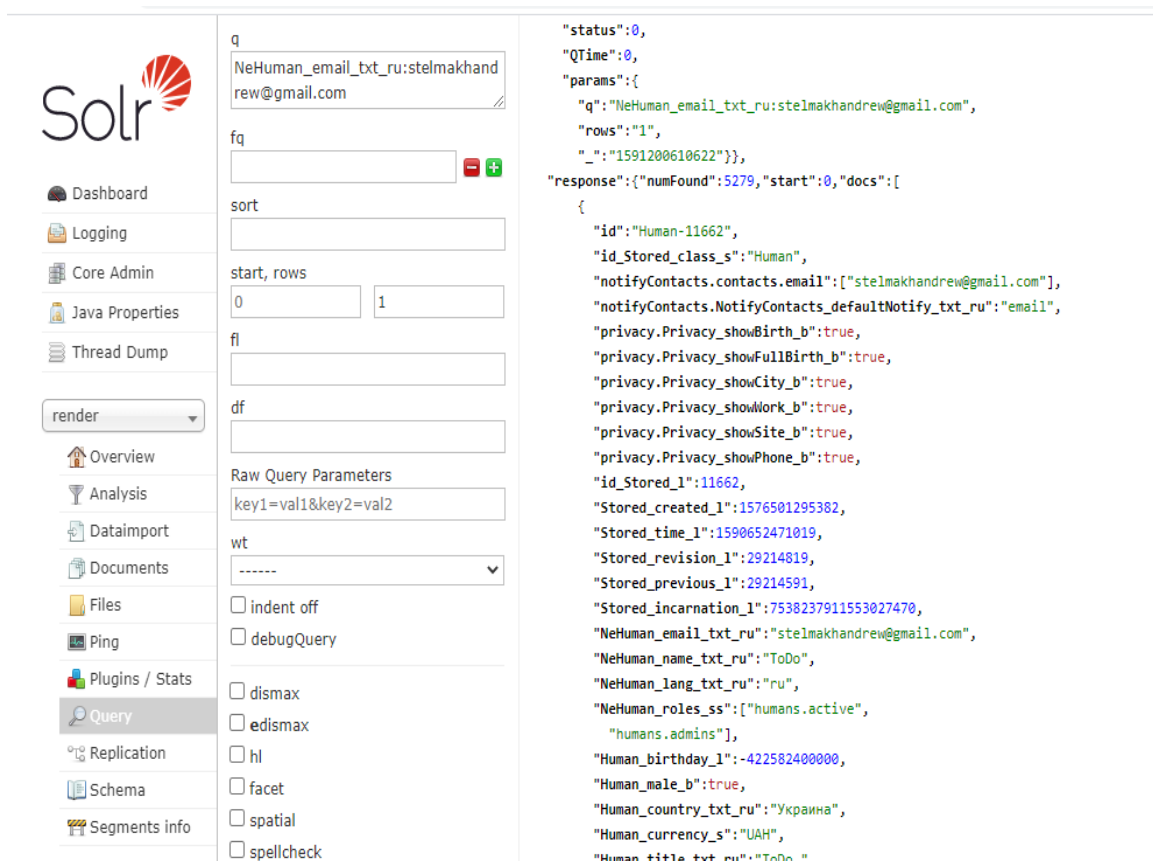 Solr
Dashboard
Logging
Core Admin
Java Properties
Thread Dump
render
Overview
Analysis
Dataimport
Documents
Files
Ping
Plugins / Stats
Query
Replication
Schema
Segments info
q
NeHuman_email_txt_ru:stelmakhand
rew@gmail.com
fq
sort
start, rows
0 1
fl
df
Raw Query Parameters
key1=val1&key2=val2
wt
------
indent off
debugQuery
dismax
edismax
hl
facet
spatial
spellcheck
"status":0,
"QTime":0,
"params":{
"q":"NeHuman_email_txt_ru:stelmakhandrew@gmail.com",
"rows":"1",
"_":"1591200610622"}},
"response":{"numFound":5279,"start":0,"docs":[
{
"id":"Human-11662",
"id_Stored_class_s":"Human",
"notifyContacts.contacts.email":["stelmakhandrew@gmail.com"],
"notifyContacts.NotifyContacts_defaultNotify_txt_ru":"email",
"privacy.Privacy_showBirth_b":true,
"privacy.Privacy_showFullBirth_b":true,
"privacy.Privacy_showCity_b":true,
"privacy.Privacy_showWork_b":true,
"privacy.Privacy_showSite_b":true,
"privacy.Privacy_showPhone_b":true,
"id_Stored_l":11662,
"Stored_created_l":1576501295382,
"Stored_time_l":1590652471019,
"Stored_revision_l":29214819,
"Stored_previous_l":29214591,
"Stored_incarnation_l":7538237911553027470,
"NeHuman_email_txt_ru":"stelmakhandrew@gmail.com",
"NeHuman_name_txt_ru":"ToDo",
"NeHuman_lang_txt_ru":"ru",
"NeHuman_roles_ss":["humans.active",
"humans.admins"],
"Human_birthday_l":-422582400000,
"Human_male_b":true,
"Human_country_txt_ru":"Украина",
"Human_currency_s":"UAH",
"Human_title_txt_ru":"ToDo "